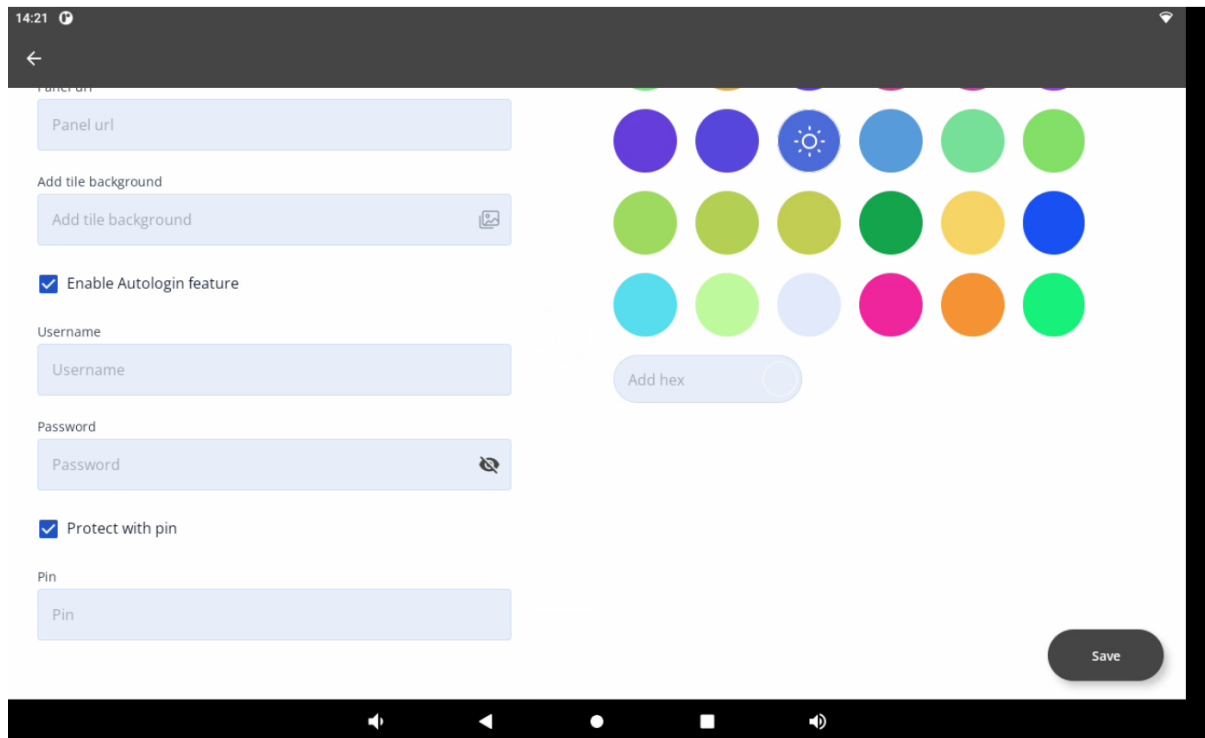 14:21
Panel url
Panel url
Add tile background
Add tile background
Enable Autologin feature
Username
Username
Password
Password
Protect with pin
Pin
Pin
Add hex
Save